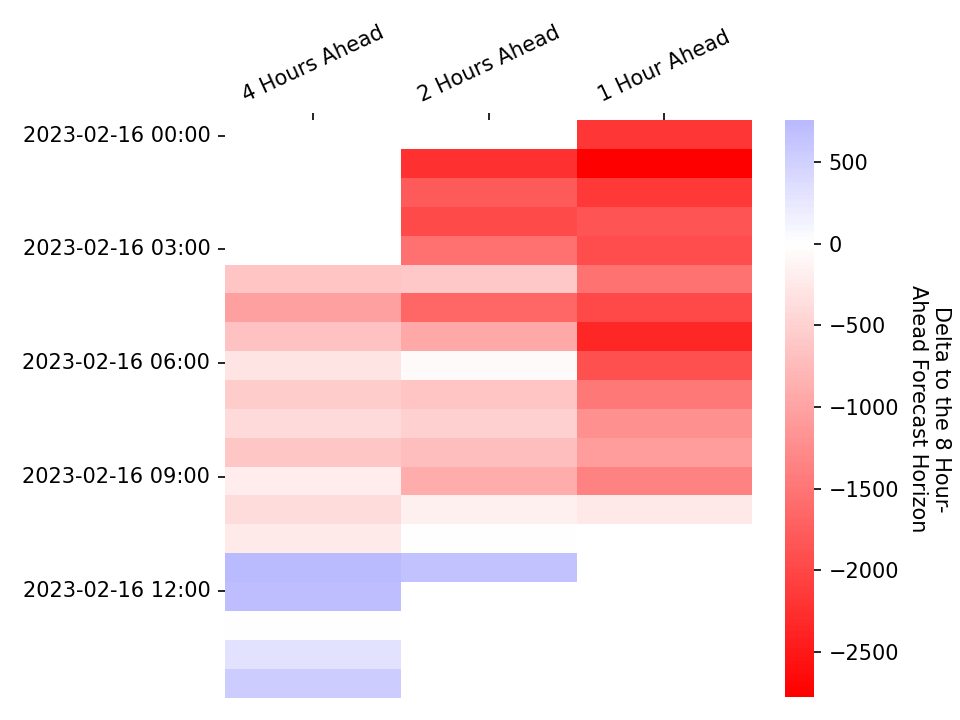 4 Hours Ahead
2 Hours Ahead
1 Hour Ahead
2023-02-16 00:00
2023-02-16 03:00
2023-02-16 06:00
2023-02-16 09:00
2023-02-16 12:00
500
0
−500
−1000
−1500
−2000
−2500
Delta to the 8 Hour-
Ahead Forecast Horizon